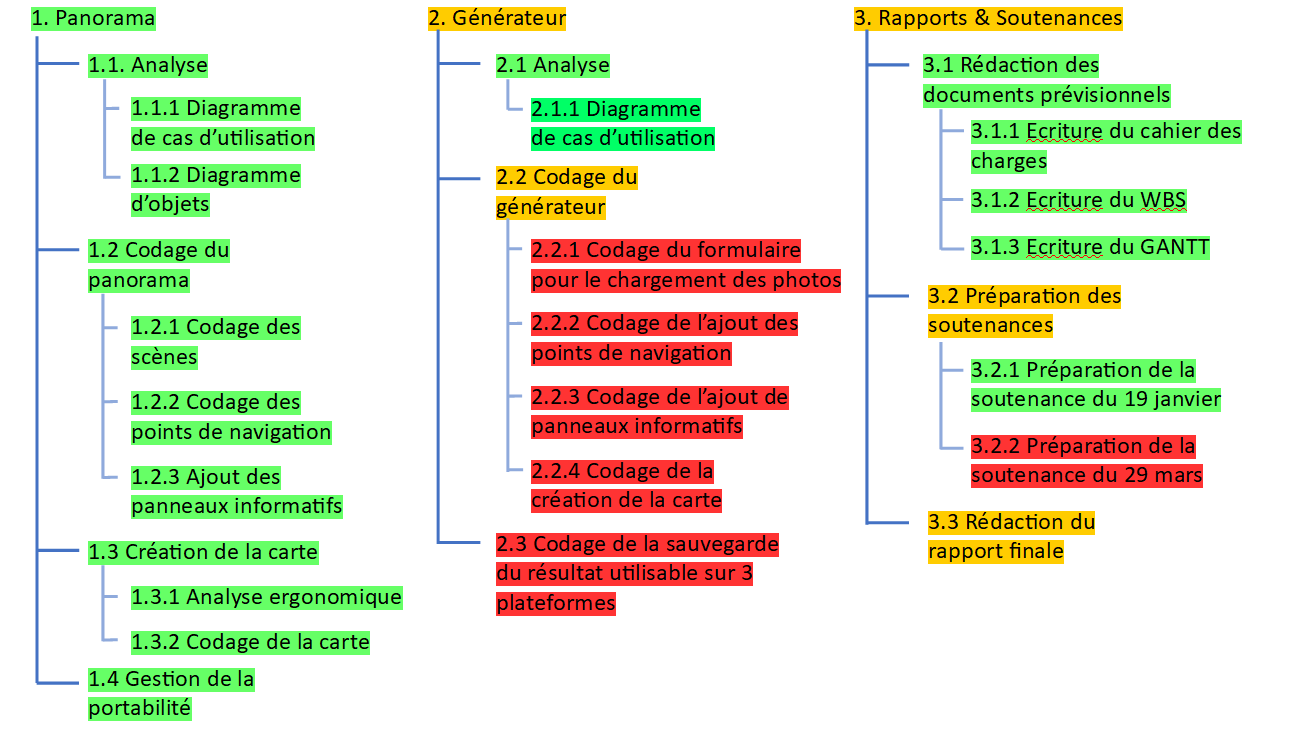 1. Panorama
1.1. Analyse
1.1.1 Diagramme
de cas d’utilisation
1.1.2 Diagramme
d’objets
1.2 Codage du
panorama
1.2.1 Codage des
scènes
1.2.2 Codage des
points de navigation
1.2.3 Ajout des
panneaux informatifs
1.3 Création de la carte
1.3.1 Analyse ergonomique
1.3.2 Codage de la carte
1.4 Gestion de la
portabilité
2. Générateur
2.1 Analyse
2.1.1 Diagramme
de cas d’utilisation
2.2 Codage du
générateur
2.2.1 Codage du formulaire
pour le chargement des photos
2.2.2 Codage de l’ajout des
points de navigation
2.2.3 Codage de l’ajout de
panneaux informatifs
2.2.4 Codage de la
création de la carte
2.3 Codage de la sauvegarde
du résultat utilisable sur 3
plateformes
3. Rapports & Soutenances
3.1 Rédaction des
documents prévisionnels
3.1.1 Ecriture du cahier des
charges
3.1.2 Ecriture du WBS
3.1.3 Ecriture du GANTT
3.2 Préparation des
soutenances
3.2.1 Préparation de la
soutenance du 19 janvier
3.2.2 Préparation de la
soutenance du 29 mars
3.3 Rédaction du
rapport finale